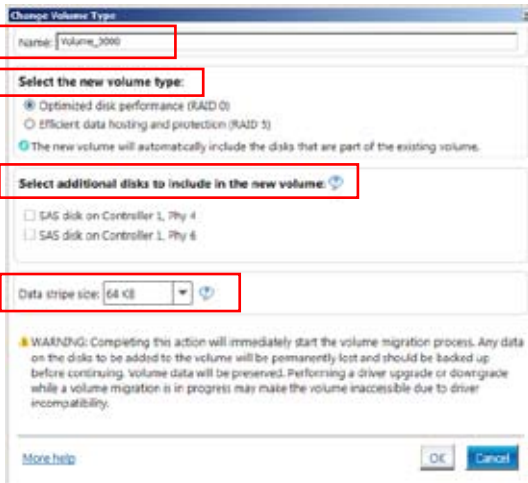 Change Volume Type
Name: Volume_3000
Select the new volume type:
Optimized disk performance (RAID 0)
Efficient data hosting and protection (RAID 5)
The new volume will automatically include the disks that are part of the existing volume.
Select additional disks to include in the new volume:
SAS disk on Controller 1, Phy 4
SAS disk on Controller 1, Phy 6
Data stripe size: 64 KB
WARNING: Completing this action will immediately start the volume migration process. Any data
on the disks to be added to the volume will be permanently lost and should be backed up
before continuing. Volume data will be preserved. Performing a driver upgrade or downgrade
while a volume migration is in progress may make the volume inaccessible due to driver
incompatibility.
More help
OK
Cancel